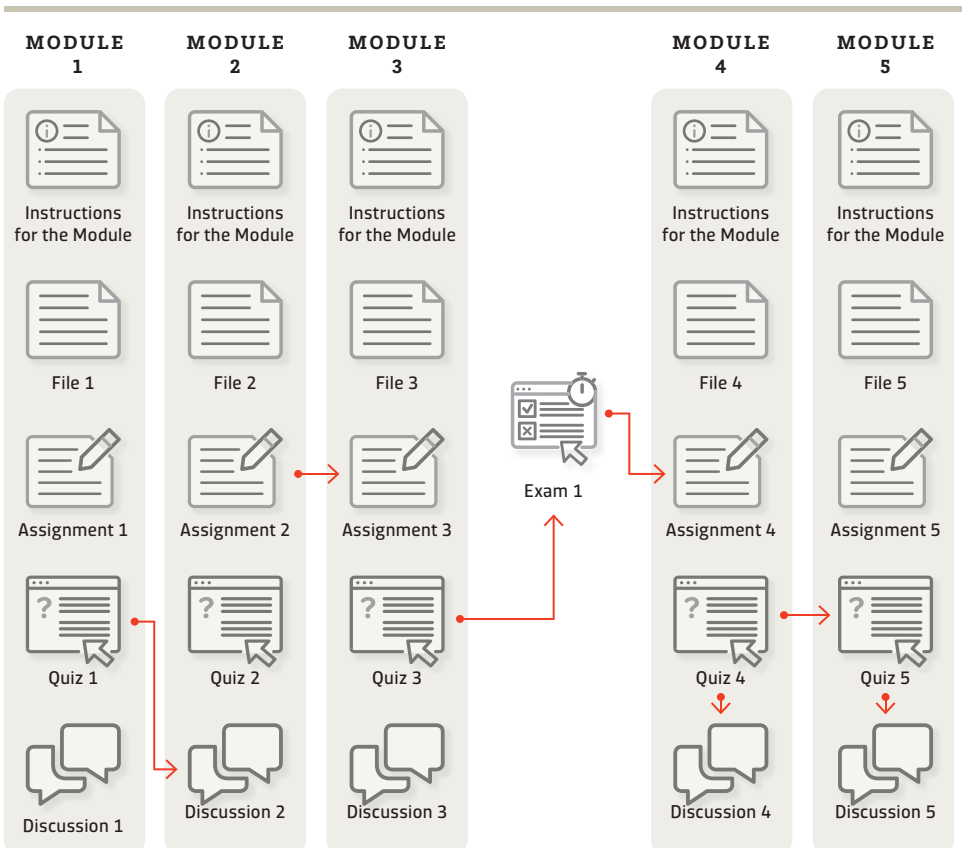 MODULE
1
MODULE
2
MODULE
3
MODULE
4
MODULE
5
Instructions
for the Module
Instructions
for the Module
Instructions
for the Module
Instructions
for the Module
Instructions
for the Module
File 1
File 2
File 3
File 4
File 5
Exam 1
Assignment 1
Assignment 2
Assignment 3
Assignment 4
Assignment 5
?
?
?
?
?
Quiz 1
Quiz 2
Quiz 3
Quiz 4
Quiz 5
Discussion 1
Discussion 2
Discussion 3
Discussion 4
Discussion 5